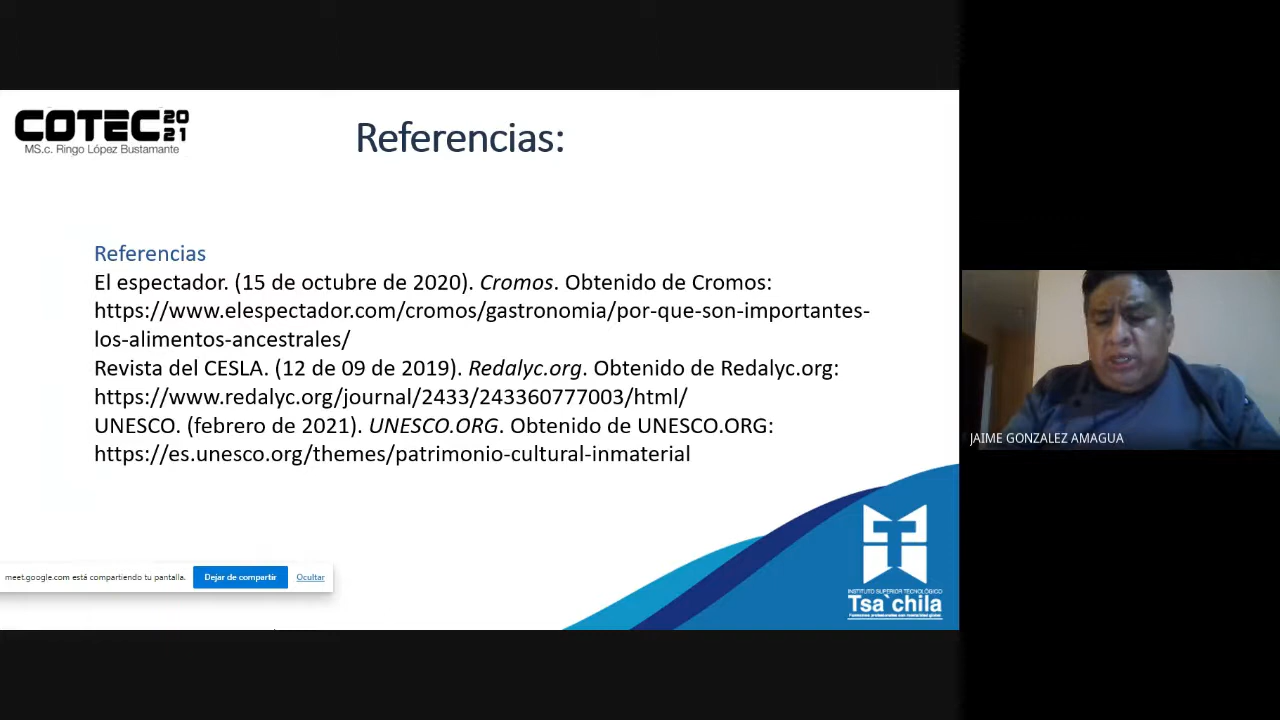 COTEC 20 21
MS.c. Ringo López Bustamante
Referencias:
Referencias
El espectador. (15 de octubre de 2020). Cromos. Obtenido de Cromos:
https://www.elespectador.com/cromos/gastronomia/por-que-son-importantes-
los-alimentos-ancestrales/
Revista del CESLA. (12 de 09 de 2019). Redalyc.org. Obtenido de Redalyc.org:
https://www.redalyc.org/journal/2433/243360777003/html/
UNESCO. (febrero de 2021). UNESCO.ORG. Obtenido de UNESCO.ORG:
https://es.unesco.org/themes/patrimonio-cultural-inmaterial
JAIME GONZALEZ AMAGUA
meet.google.com está compartiendo tu pantalla. Dejar de compartir Ocultar
INSTITUTO SUPERIOR TECNOLÓGICO
Tsa`chila